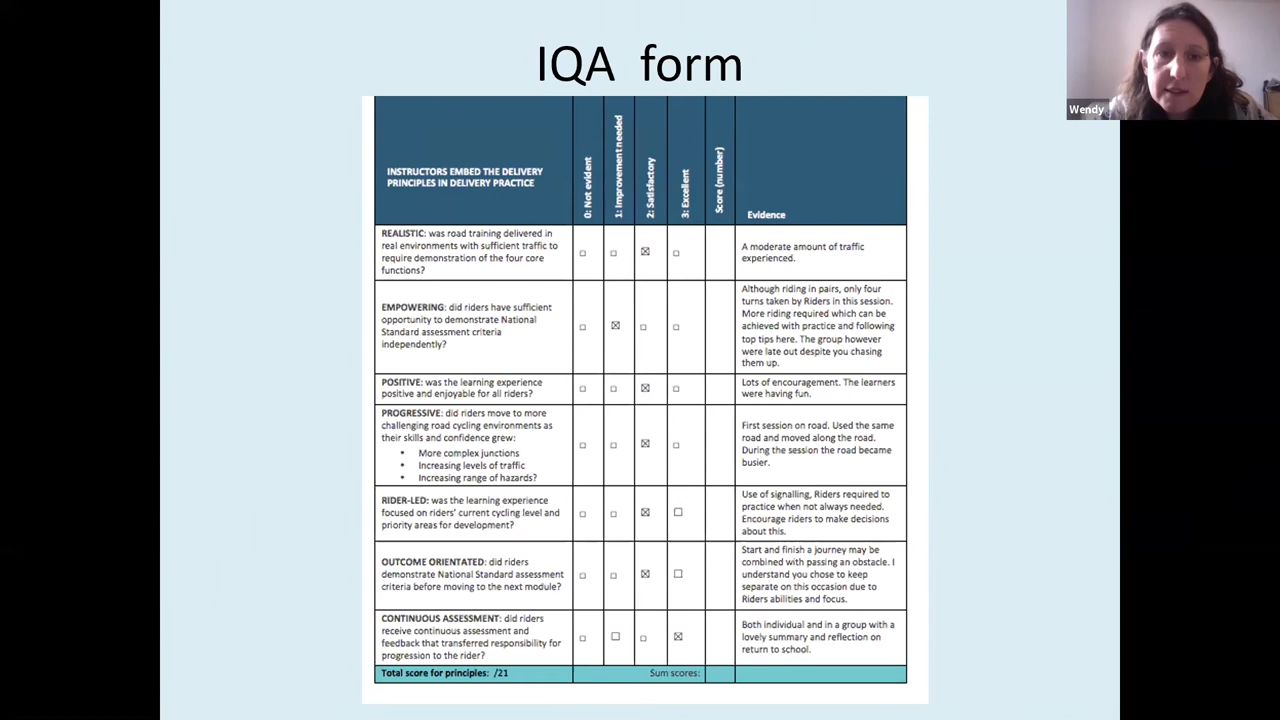 IQA form
Wendy
INSTRUCTORS EMBED THE DELIVERY
PRINCIPLES IN DELIVERY PRACTICE
0: Not evident
1: Improvement needed
2: Satisfactory
3: Excellent
Score (number)
Evidence
REALISTIC: was road training delivered in
real environments with sufficient traffic to
require demonstration of the four core
functions?
A moderate amount of traffic
experienced.
EMPOWERING: did riders have sufficient
opportunity to demonstrate National
Standard assessment criteria
independently?
Although riding in pairs, only four
turns taken by Riders in this session.
More riding required which can be
achieved with practice and following
top tips here. The group however
were late out despite you chasing
them up.
POSITIVE: was the learning experience
positive and enjoyable for all riders?
Lots of encouragement. The learners
were having fun.
PROGRESSIVE: did riders move to more
challenging road cycling environments as
their skills and confidence grew:
• More complex junctions
• Increasing levels of traffic
• Increasing range of hazards?
First session on road. Used the same
road and moved along the road.
During the session the road became
busier.
RIDER-LED: was the learning experience
focused on riders' current cycling level and
priority areas for development?
Use of signalling, Riders required to
practice when not always needed.
Encourage riders to make decisions
about this.
OUTCOME ORIENTATED: did riders
demonstrate National Standard assessment
criteria before moving to the next module?
Start and finish a journey may be
combined with passing an obstacle. I
understand you chose to keep
separate on this occasion due to
Riders abilities and focus.
CONTINUOUS ASSESSMENT: did riders
receive continuous assessment and
feedback that transferred responsibility for
progression to the rider?
Both individual and in a group with a
lovely summary and reflection on
return to school.
Total score for principles: /21
Sum scores: